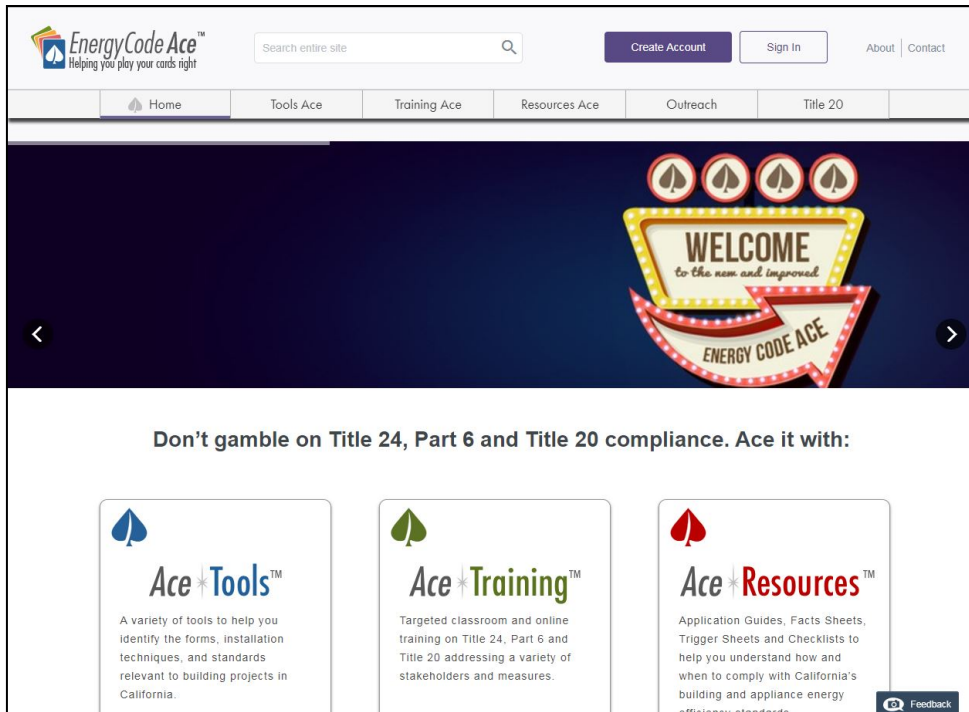 EnergyCode Ace™
Helping you play your cards right
Search entire site
Create Account
Sign In
About
Contact
Home
Tools Ace
Training Ace
Resources Ace
Outreach
Title 20
WELCOME
to the new and improved
ENERGY CODE ACE
Don't gamble on Title 24, Part 6 and Title 20 compliance. Ace it with:
Ace Tools™
A variety of tools to help you
identify the forms, installation
techniques, and standards
relevant to building projects in
California.
Ace Training™
Targeted classroom and online
training on Title 24, Part 6 and
Title 20 addressing a variety of
stakeholders and measures.
Ace Resources™
Application Guides, Facts Sheets,
Trigger Sheets and Checklists to
help you understand how and
when to comply with California's
building and appliance energy
efficiency standards
Feedback